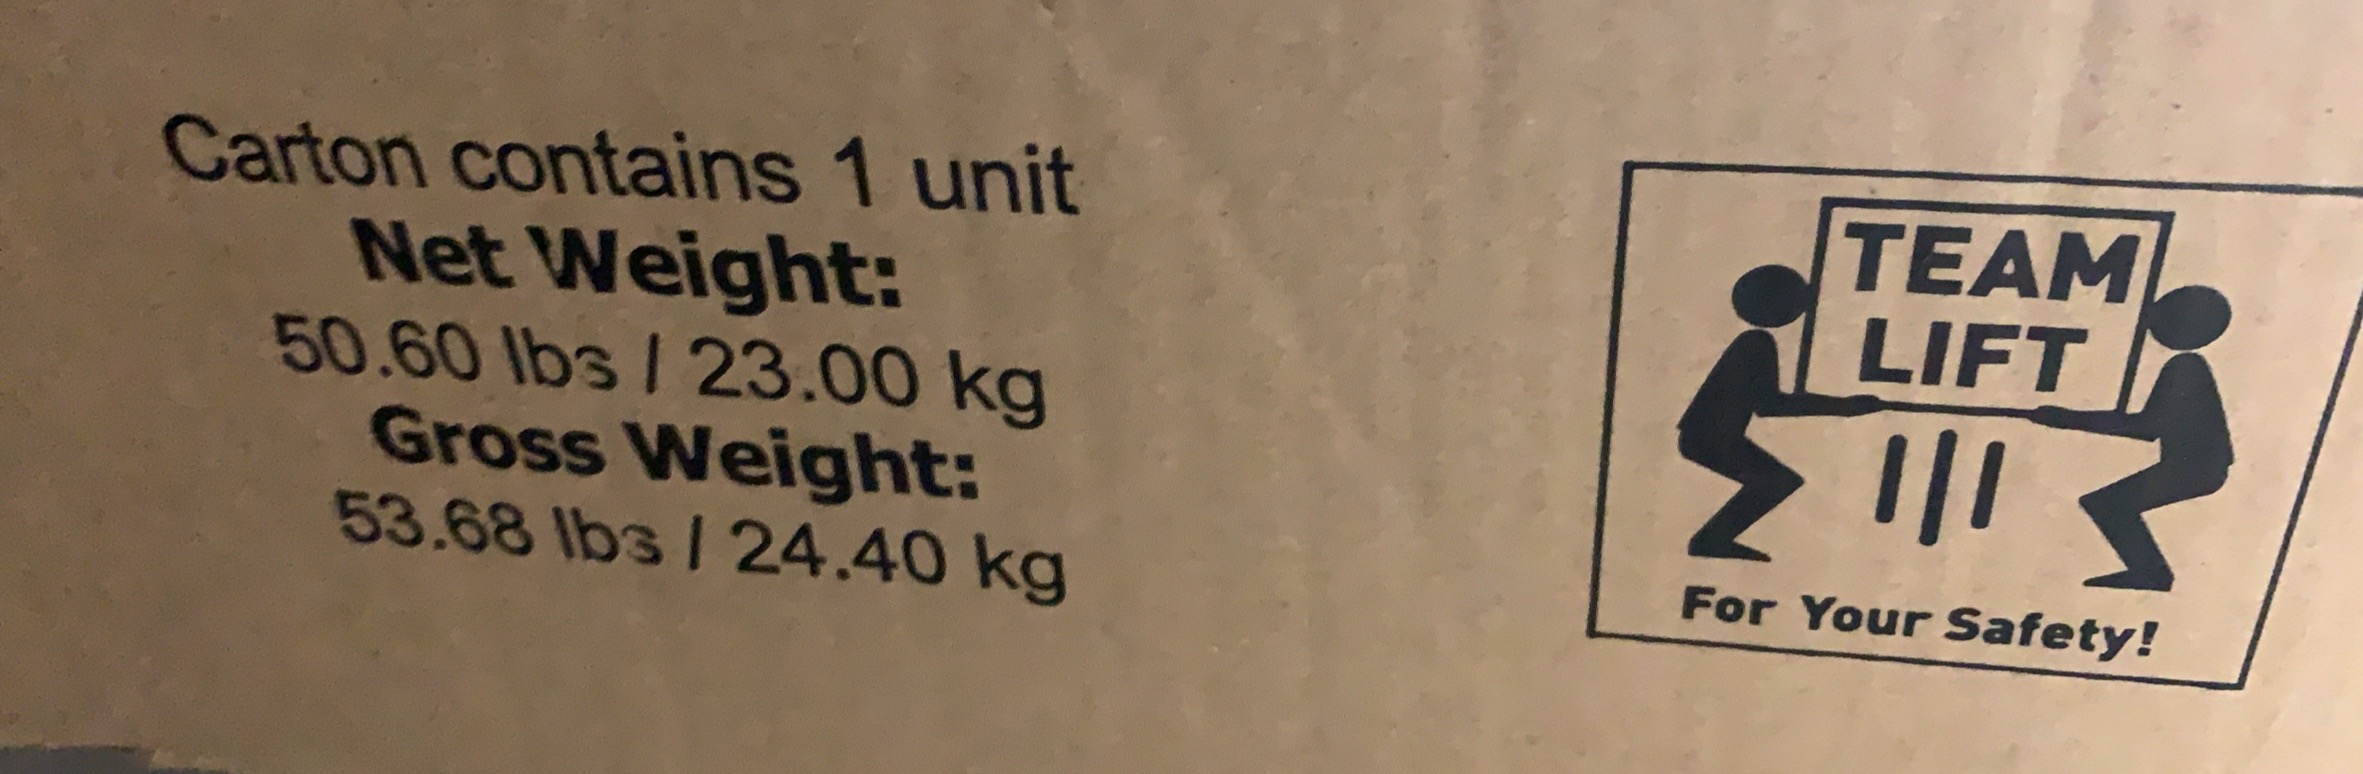 Carton contains 1 unit
Net Weight:
50.60 lbs / 23.00 kg
Gross Weight:
53.68 lbs / 24.40 kg
TEAM
LIFT
For Your Safety!